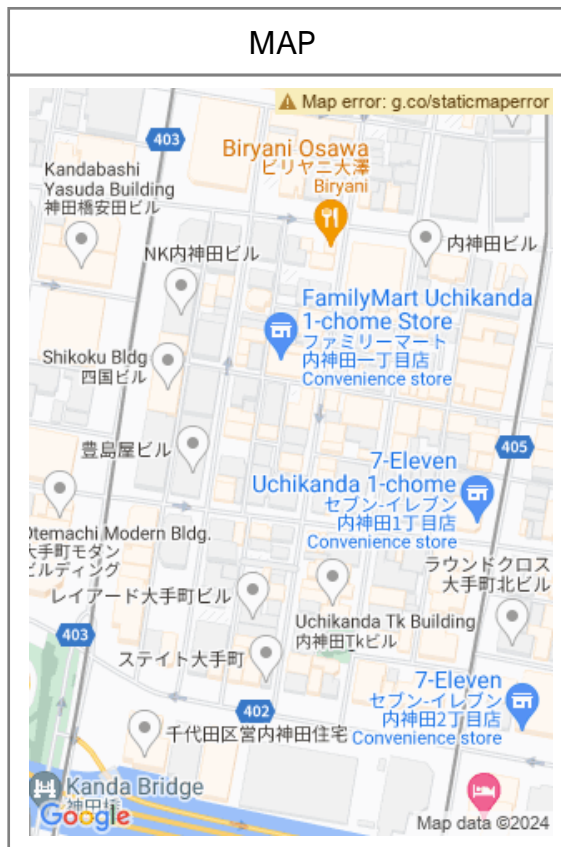 MAP
Map error: g.co/staticmaperror
403
Biryani Osawa
ビリヤニ大澤
Biryani
Kandabashi
Yasuda Building
神田橋安田ビル
内神田ビル
NK内神田ビル
FamilyMart Uchikanda
1-chome Store
ファミリーマート
内神田一丁目店
Convenience store
Shikoku Bldg
四国ビル
豊島屋ビル
405
7-Eleven
Uchikanda 1-chome
セブン-イレブン
内神田1丁目店
Convenience store
Otemachi Modern Bldg.
大手町モダン
ビルディング
ラウンドクロス
大手町北ビル
レイアード大手町ビル
Uchikanda Tk Building
内神田Tkビル
403
ステイト大手町
7-Eleven
セブン-イレブン
内神田2丁目店
Convenience store
402
千代田区営内神田住宅
Kanda Bridge
神田橋
Google
Map data ©2024